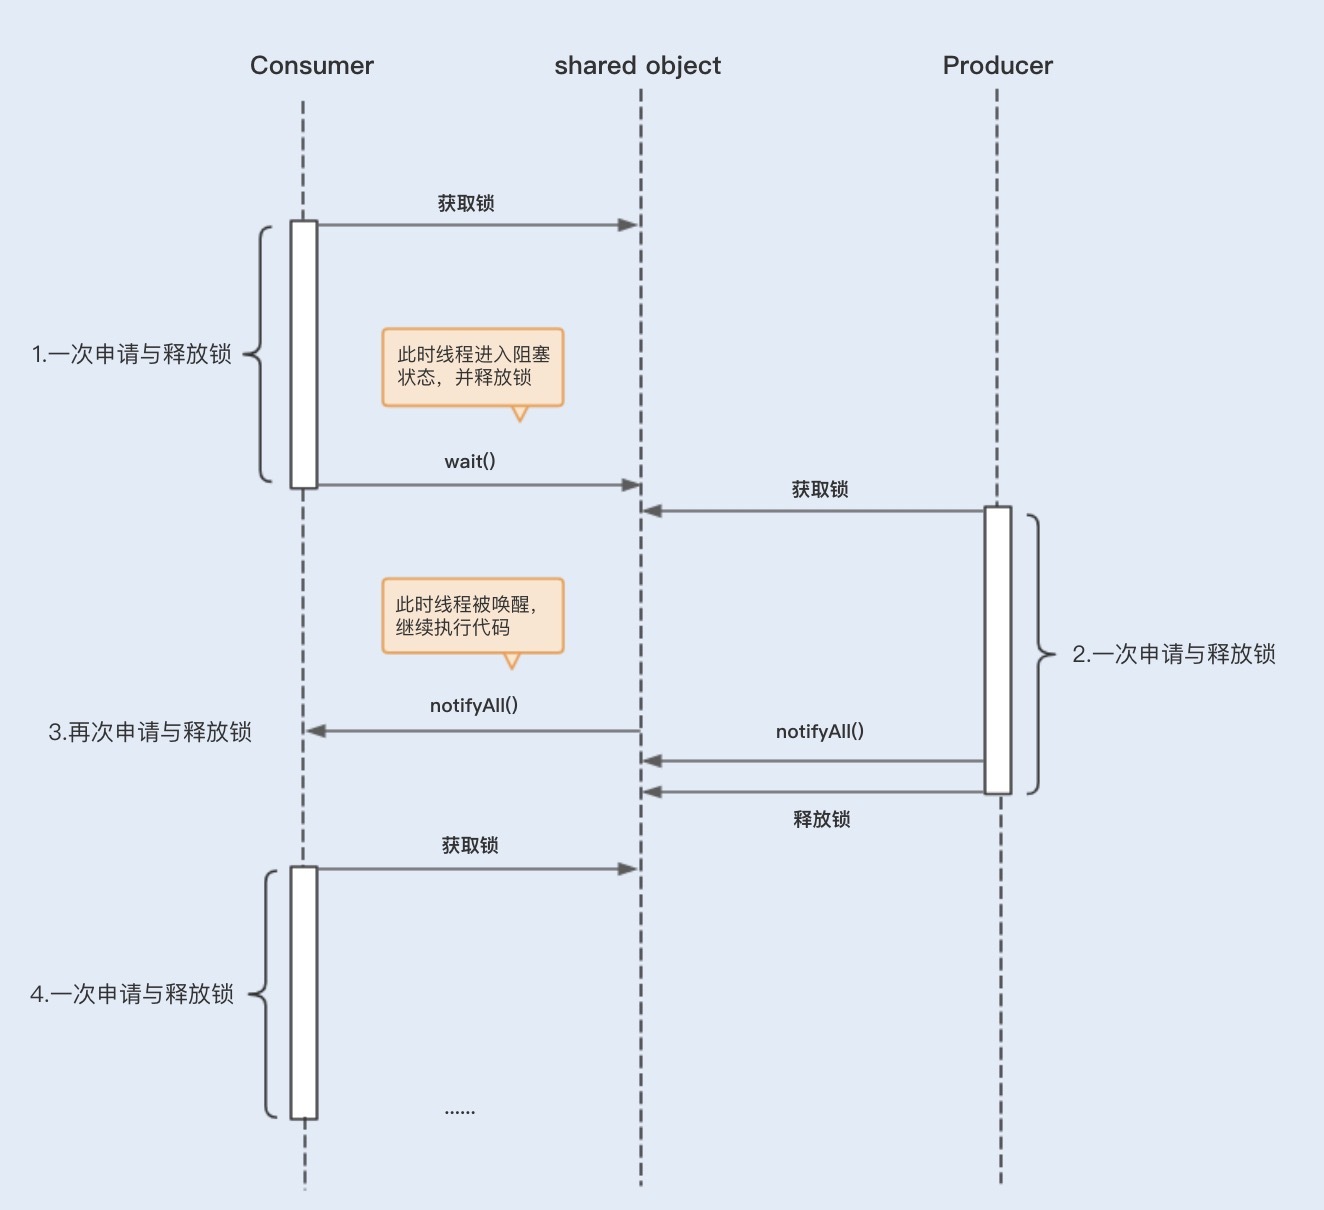 Consumer
shared object
Producer
获取锁
1.一次申请与释放锁
此时线程进入阻塞
状态，并释放锁
wait()
获取锁
此时线程被唤醒，
继续执行代码
2.一次申请与释放锁
notifyAll()
3.再次申请与释放锁
notifyAll()
释放锁
获取锁
4.一次申请与释放锁
......